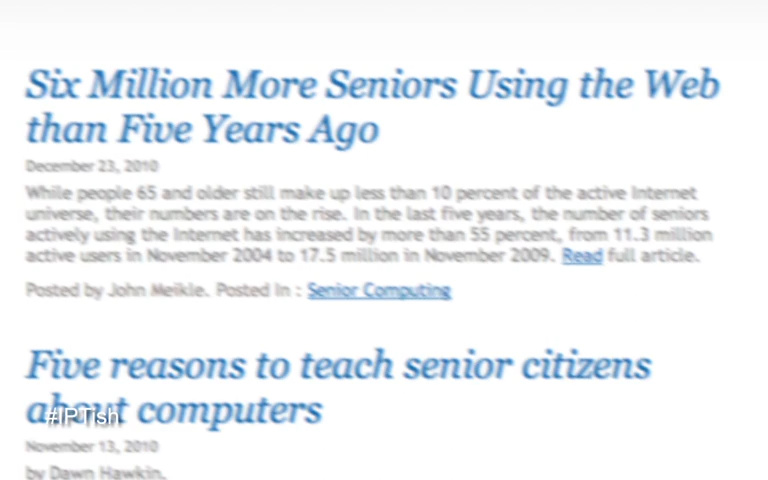 Six Million More Seniors Using the Web
than Five Years Ago
December 23, 2010
While people 65 and older still make up less than 10 percent of the active Internet
universe, their numbers are on the rise. In the last five years, the number of seniors
actively using the Internet has increased by more than 55 percent, from 11.3 million
active users in November 2004 to 17.5 million in November 2009. Read full article.
Posted by John Meikle. Posted In : Senior Computing
Five reasons to teach senior citizens
about computers
#IPTish
November 13, 2010
by Dawn Hawkin.